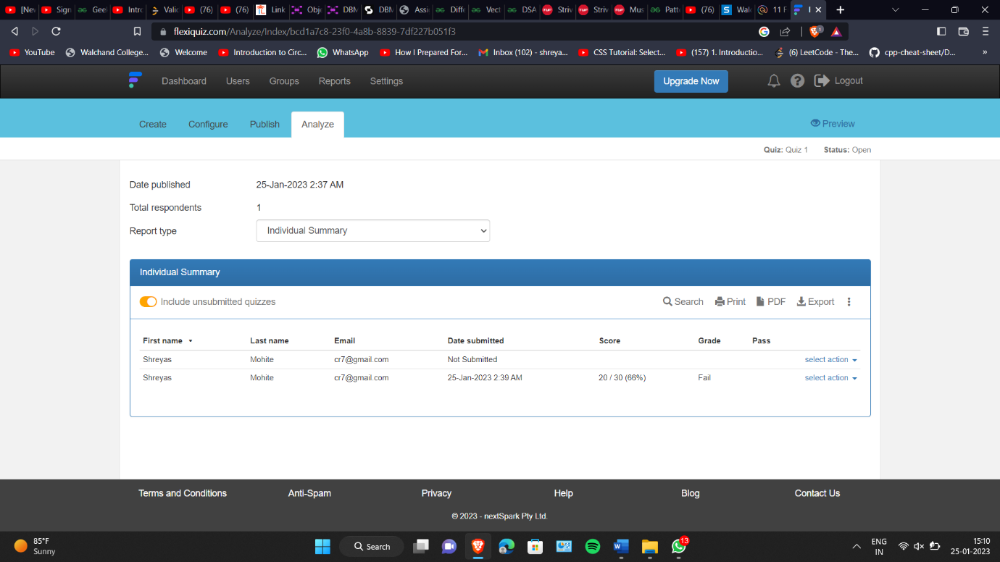 [Nev Sign Geel Intro Valic (76) (76) Link Obje DBM DBM Assi Diffe Vect DSA Striv Striv Mus Patte (76) Walc 11 F
flexiquiz.com/Analyze/Index/bcd1a7c8-23f0-4a8b-8839-7df227b051f3 1
YouTube Walchand College... Welcome Introduction to Circ... WhatsApp How I Prepared For... Inbox (102) - shreya... CSS Tutorial: Select... (157) 1. Introductio... (6) LeetCode - The... cpp-cheat-sheet/D... »
Dashboard Users Groups Reports Settings Upgrade Now ? Logout
Create Configure Publish Analyze Preview
Quiz: Quiz 1 Status: Open
Date published 25-Jan-2023 2:37 AM
Total respondents 1
Report type Individual Summary
Individual Summary
Include unsubmitted quizzes Search Print PDF Export
First name Last name Email Date submitted Score Grade Pass
Shreyas Mohite cr7@gmail.com Not Submitted select action
Shreyas Mohite cr7@gmail.com 25-Jan-2023 2:39 AM 20 / 30 (66%) Fail select action
Terms and Conditions Anti-Spam Privacy Help Blog Contact Us
© 2023 - nextSpark Pty Ltd.
85°F
Sunny
Search
13
ENG
IN
15:10
25-01-2023